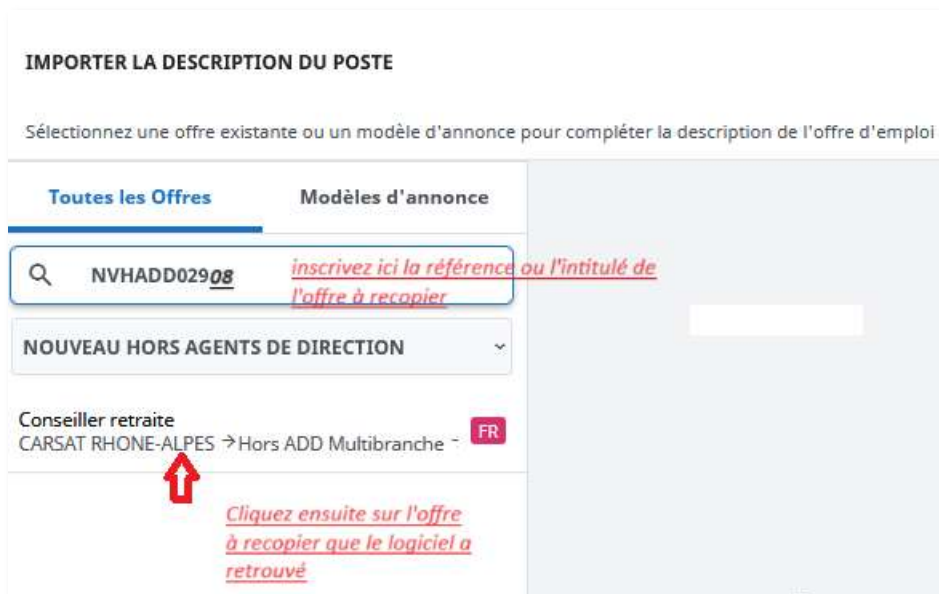 IMPORTER LA DESCRIPTION DU POSTE
Sélectionnez une offre existante ou un modèle d'annonce pour compléter la description de l'offre d'emploi
Toutes les Offres Modèles d'annonce
NVHADD02908 inscrivez ici la référence ou l'intitulé de
l'offre à recopier
NOUVEAU HORS AGENTS DE DIRECTION
Conseiller retraite
CARSAT RHONE-ALPES →Hors ADD Multibranche - FR
Cliquez ensuite sur l'offre
à recopier que le logiciel a
retrouvé